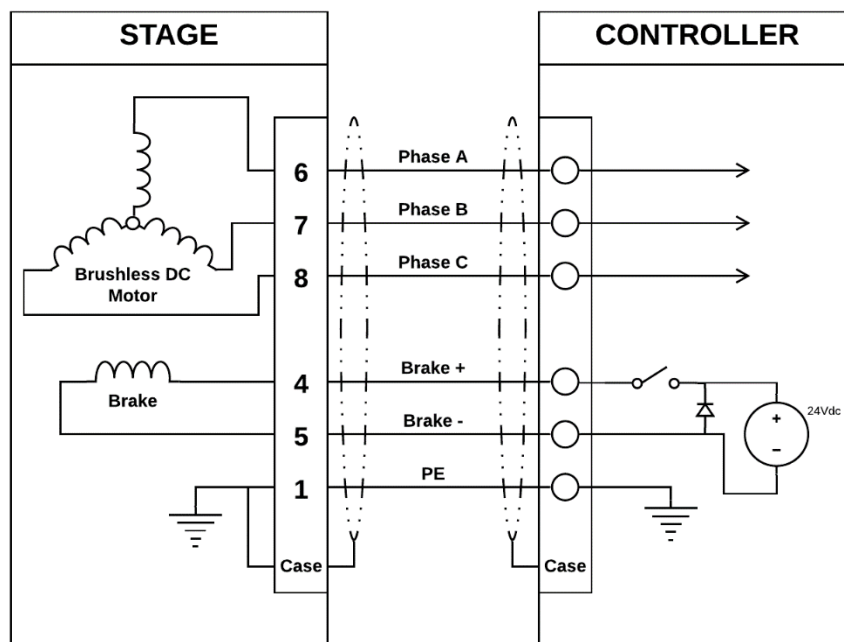 STAGE
CONTROLLER
6
Phase A
7
Phase B
Brushless DC
Motor
8
Phase C
4
Brake +
Brake
24Vdc
+
−
5
Brake -
1
PE
Case
Case